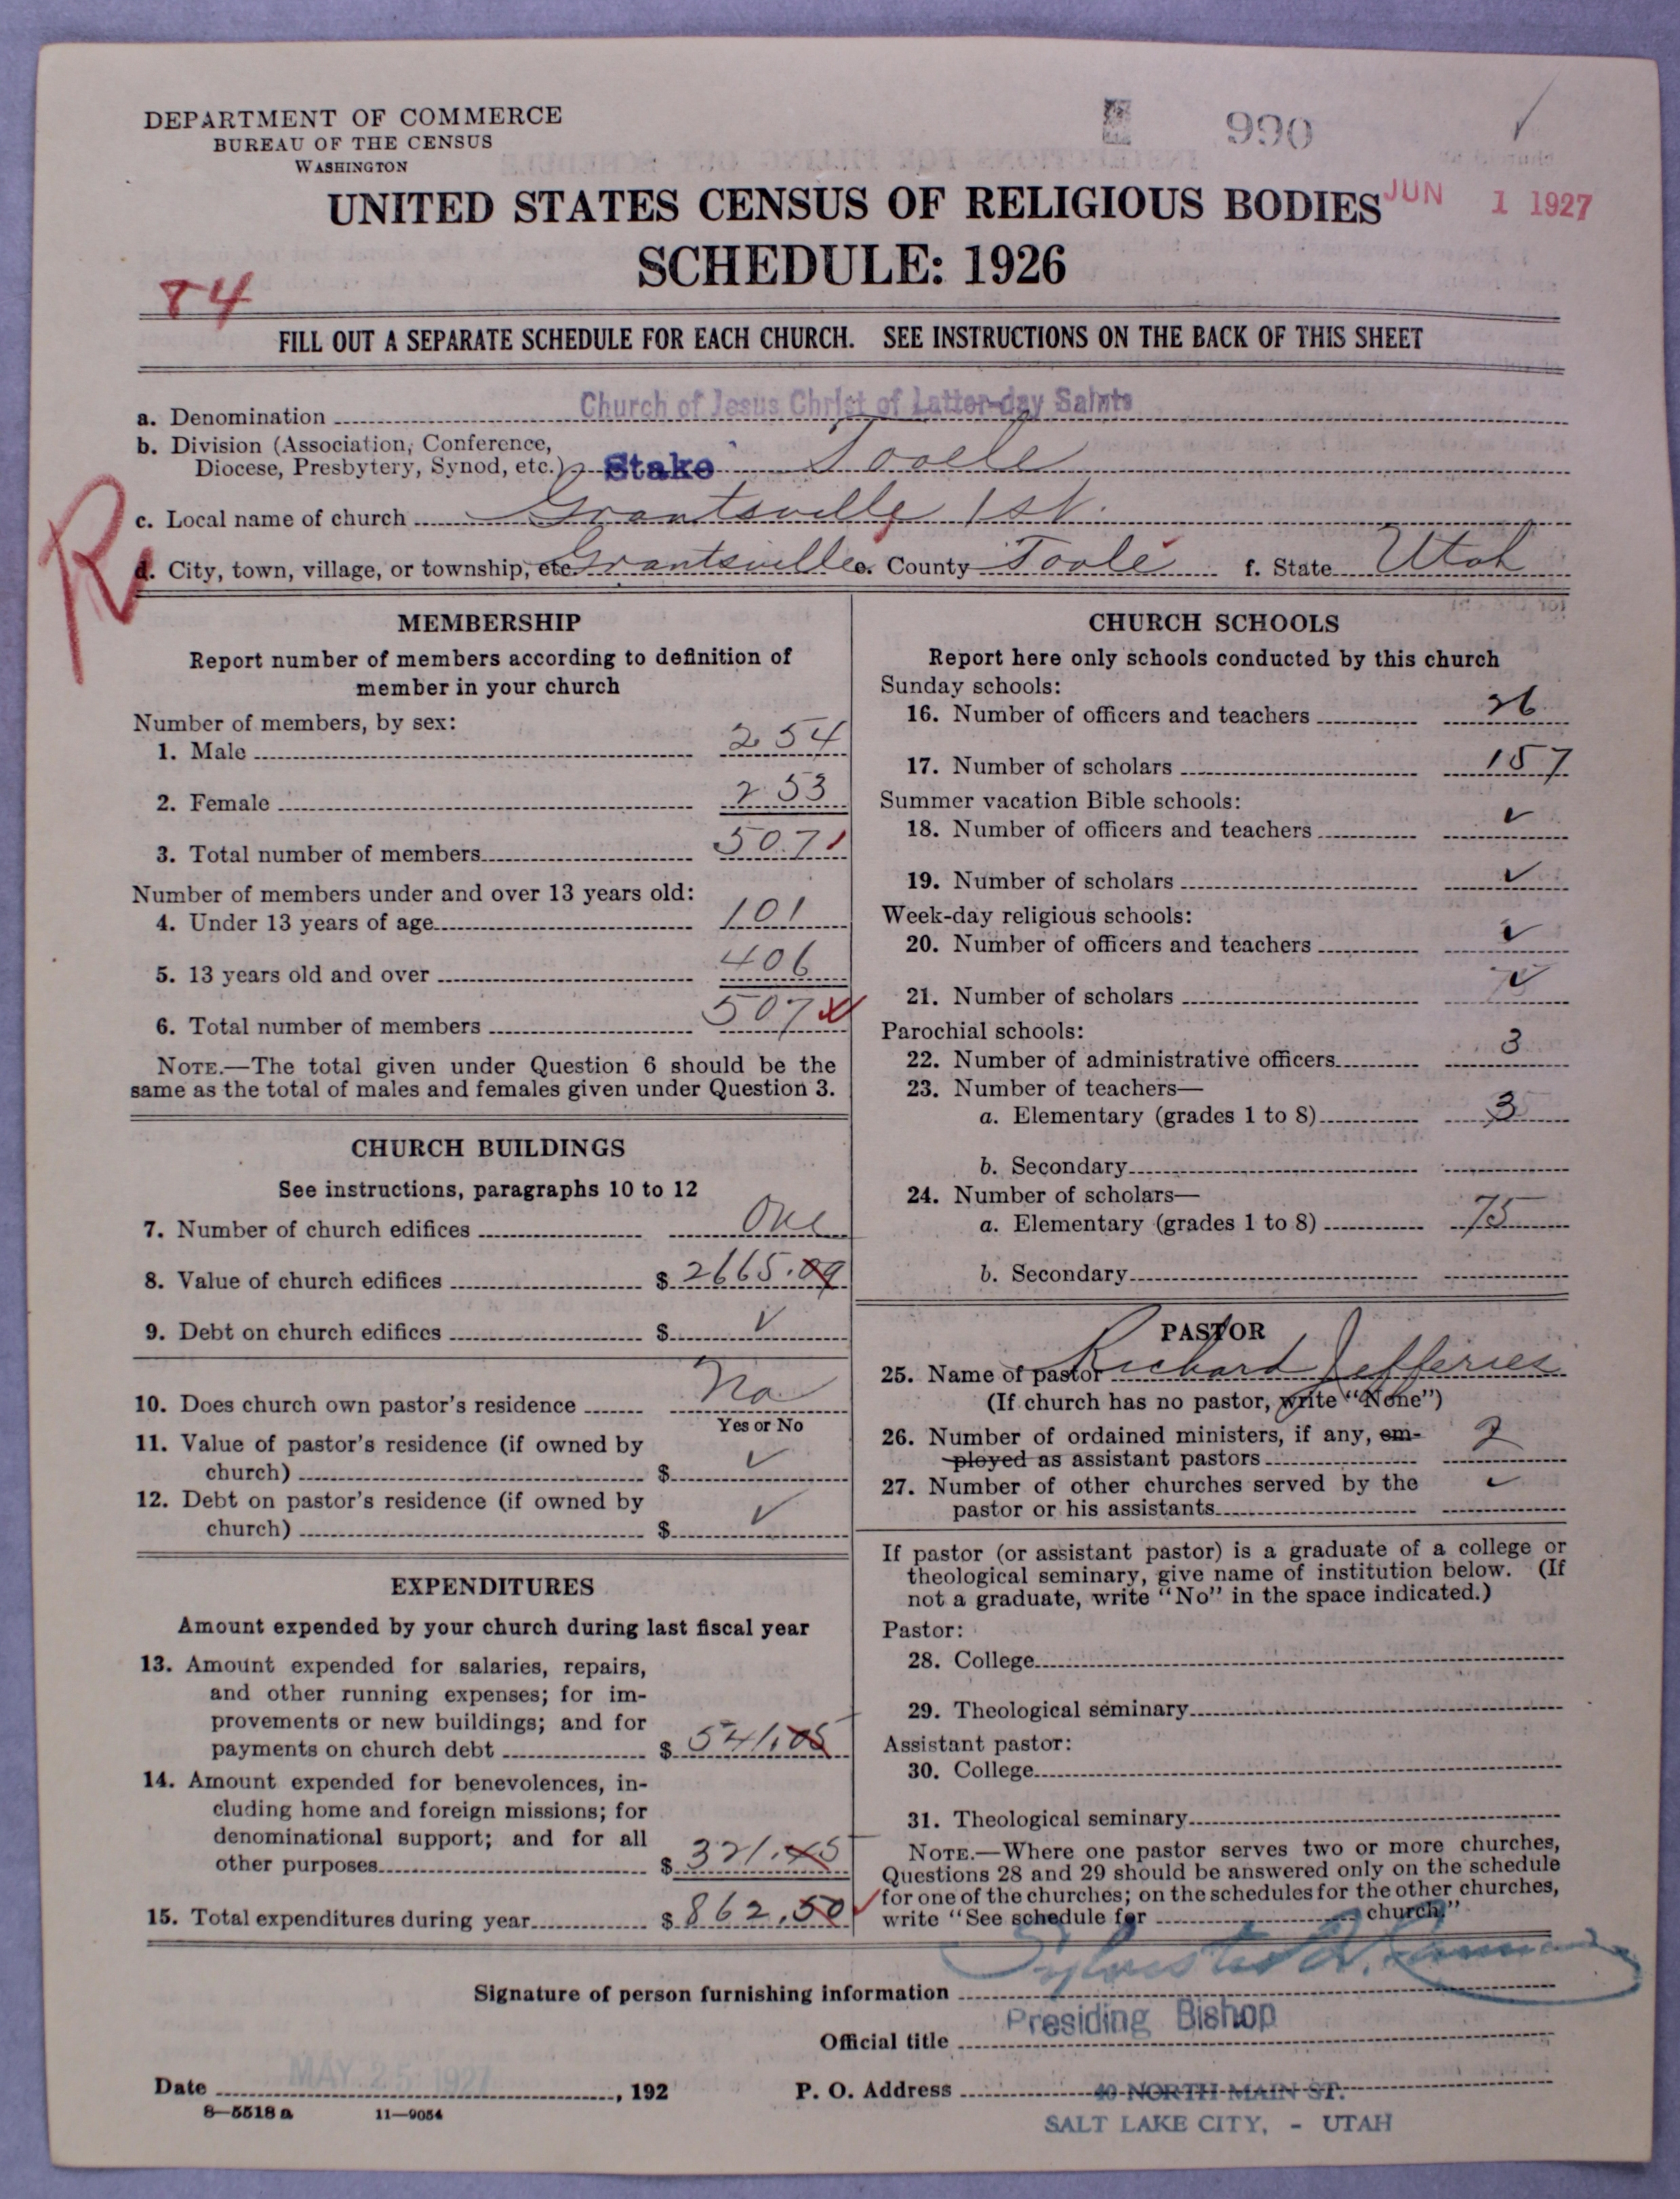 DEPARTMENT OF COMMERCE
BUREAU OF THE CENSUS
WASHINGTON
990
UNITED STATES CENSUS OF RELIGIOUS BODIES
JUN 1 1927
SCHEDULE: 1926
84
FILL OUT A SEPARATE SCHEDULE FOR EACH CHURCH. SEE INSTRUCTIONS ON THE BACK OF THIS SHEET
a. Denomination Church of Jesus Christ of Latter-day Saints
b. Division (Association, Conference,
Diocese, Presbytery, Synod, etc.) Stake Tooele
c. Local name of church Grantsville 1st
R
d. City, town, village, or township, etc. Grantsville e. County Toole f. State Utah
MEMBERSHIP
Report number of members according to definition of
member in your church
Number of members, by sex:
1. Male 254
2. Female 253
3. Total number of members 507
Number of members under and over 13 years old:
4. Under 13 years of age 101
5. 13 years old and over 406
6. Total number of members 507
NOTE.—The total given under Question 6 should be the
same as the total of males and females given under Question 3.
CHURCH BUILDINGS
See instructions, paragraphs 10 to 12
7. Number of church edifices One
8. Value of church edifices $ 2665.09
9. Debt on church edifices $ ✓
10. Does church own pastor's residence No
Yes or No
11. Value of pastor's residence (if owned by
church) $ ✓
12. Debt on pastor's residence (if owned by
church) $ ✓
EXPENDITURES
Amount expended by your church during last fiscal year
13. Amount expended for salaries, repairs,
and other running expenses; for im-
provements or new buildings; and for
payments on church debt $ 541.05
14. Amount expended for benevolences, in-
cluding home and foreign missions; for
denominational support; and for all
other purposes $ 321.45
15. Total expenditures during year $ 862.50
CHURCH SCHOOLS
Report here only schools conducted by this church
Sunday schools:
16. Number of officers and teachers 26
17. Number of scholars 157
Summer vacation Bible schools:
18. Number of officers and teachers ✓
19. Number of scholars ✓
Week-day religious schools:
20. Number of officers and teachers ✓
21. Number of scholars ✓
Parochial schools:
22. Number of administrative officers 3
23. Number of teachers—
a. Elementary (grades 1 to 8) 3
b. Secondary
24. Number of scholars—
a. Elementary (grades 1 to 8) 75
b. Secondary
PASTOR
25. Name of pastor Richard Jefferies
(If church has no pastor, write "None")
26. Number of ordained ministers, if any, em-
ployed as assistant pastors 2
27. Number of other churches served by the
pastor or his assistants ✓
If pastor (or assistant pastor) is a graduate of a college or
theological seminary, give name of institution below. (If
not a graduate, write "No" in the space indicated.)
Pastor:
28. College
29. Theological seminary
Assistant pastor:
30. College
31. Theological seminary
NOTE.—Where one pastor serves two or more churches,
Questions 28 and 29 should be answered only on the schedule
for one of the churches; on the schedules for the other churches,
write "See schedule for church."
Signature of person furnishing information Sylvester Q. Cannon
Official title Presiding Bishop
Date MAY 25 1927, 192
P. O. Address 40 NORTH MAIN ST.
SALT LAKE CITY, - UTAH
8—5518 a 11—9054